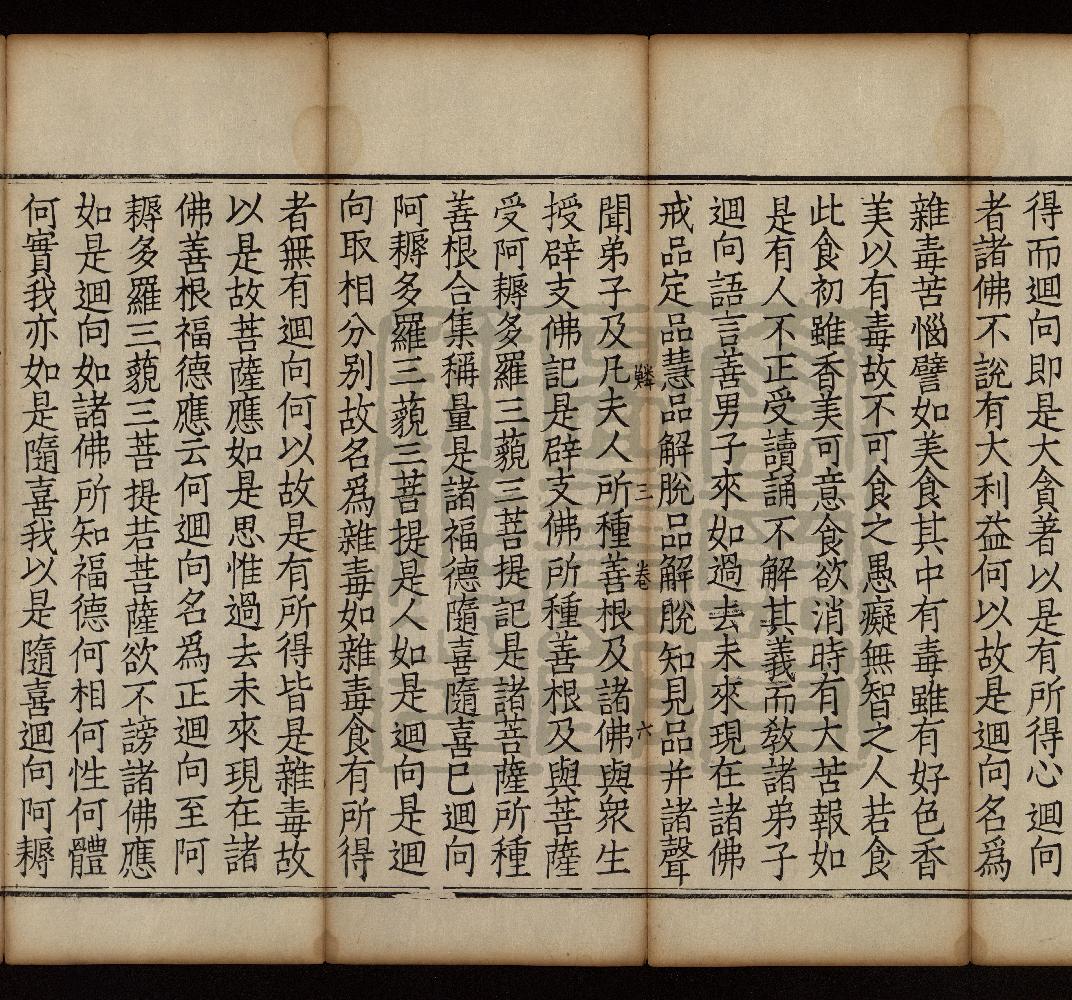 得而迴向即是大貪著以是有所得心迴向
者諸佛不說有大利益何以故是迴向名爲
雜毒苦惱譬如美食其中有毒雖有好色香
美以有毒故不可食之愚癡無智之人若食
此食初雖香美可意食欲消時有大苦報如
是有人不正受讀誦不解其義而教諸弟子
迴向語言善男子來如過去未來現在諸佛
戒品定品慧品解脫品解脫知見品并諸聲
三 卷 六
聞弟子及凡夫人所種善根及諸佛與衆生
授辟支佛記是辟支佛所種善根及與菩薩
受阿耨多羅三藐三菩提記是諸菩薩所種
善根合集稱量是諸福德隨喜隨喜已迴向
阿耨多羅三藐三菩提是人如是迴向是迴
向取相分別故名爲雜毒如雜毒食有所得
者無有迴向何以故是有所得皆是雜毒故
以是故菩薩應如是思惟過去未來現在諸
佛善根福德應云何迴向名爲正迴向至阿
耨多羅三藐三菩提若菩薩欲不謗諸佛應
如是迴向如諸佛所知福德何相何性何體
何實我亦如是隨喜我以是隨喜迴向阿耨